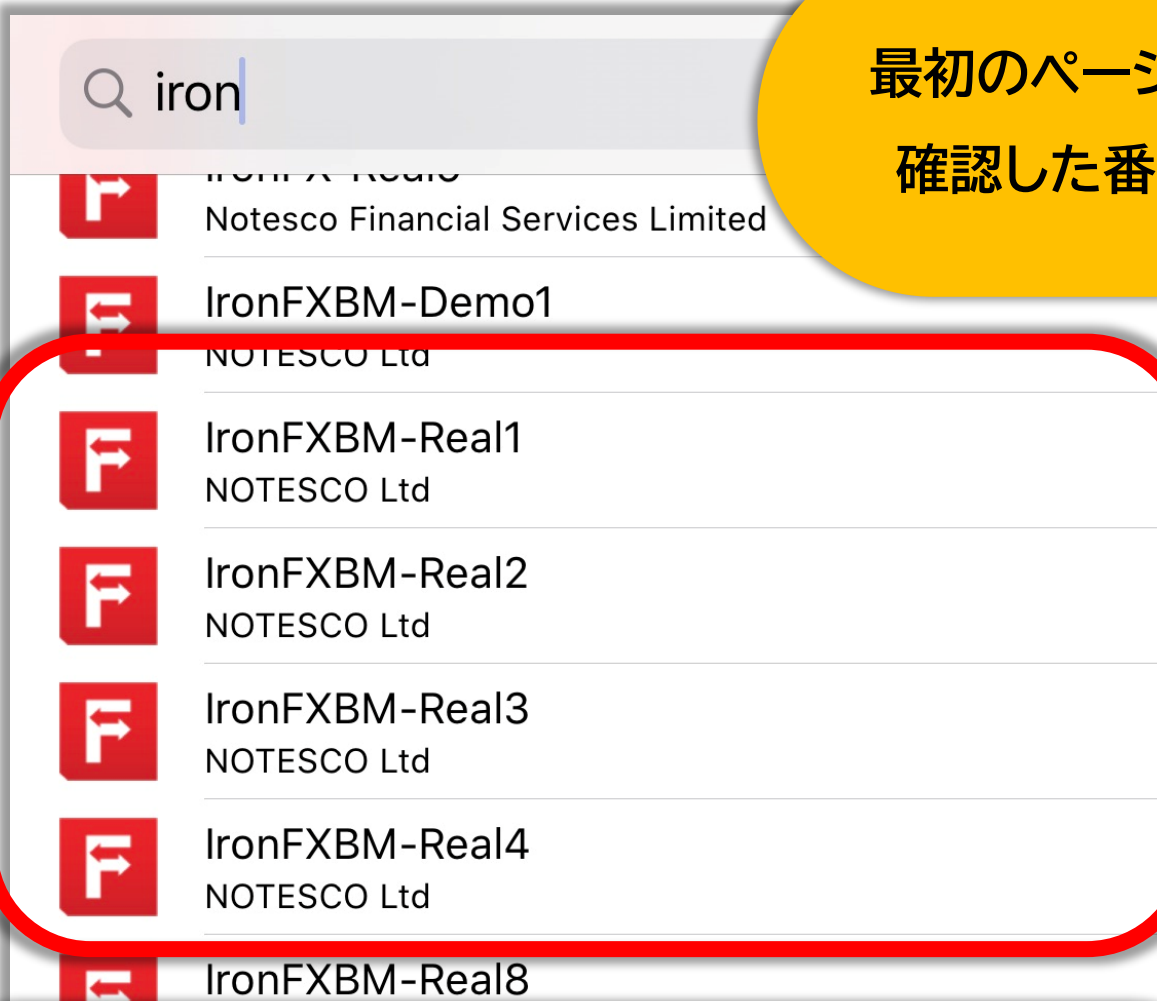 iron
最初のペー
確認した番
Notesco Financial Services Limited
IronFXBM-Demo1
NOTESCO Ltd
IronFXBM-Real1
NOTESCO Ltd
IronFXBM-Real2
NOTESCO Ltd
IronFXBM-Real3
NOTESCO Ltd
IronFXBM-Real4
NOTESCO Ltd
IronFXBM-Real8